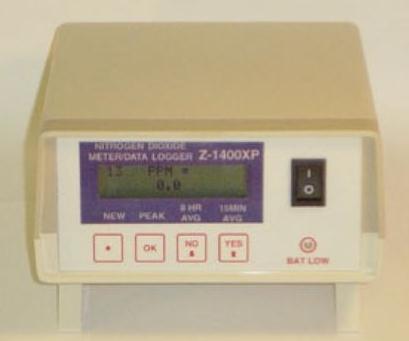 NITROGEN DIOXIDE
METER/DATA LOGGER Z-1400XP
13 PPM =
0.0
NEW PEAK 8 HR AVG 15MIN AVG
* OK NO YES
I
O
BAT LOW